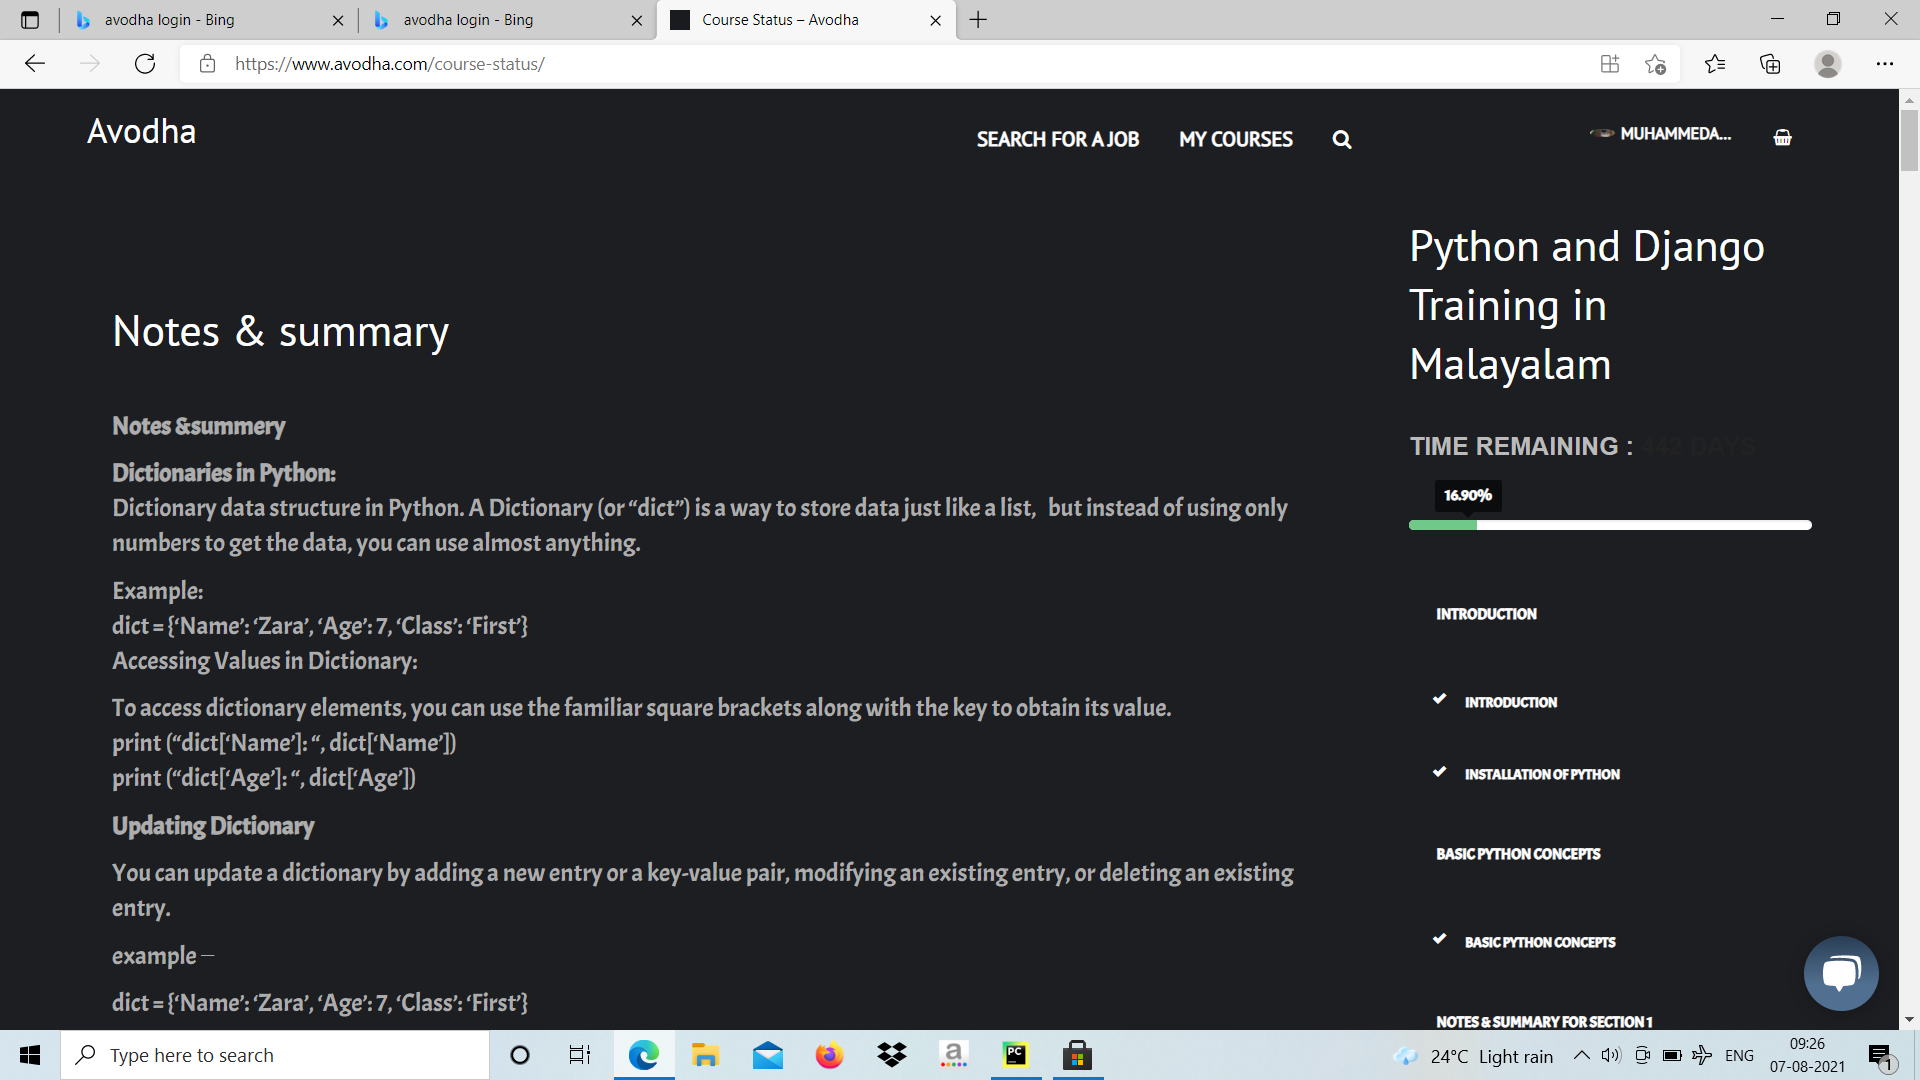 avodha login - Bing
avodha login - Bing
Course Status – Avodha
https://www.avodha.com/course-status/
Avodha
SEARCH FOR A JOB
MY COURSES
MUHAMMEDA...
Notes & summary
Notes &summery
Dictionaries in Python:
Dictionary data structure in Python. A Dictionary (or “dict”) is a way to store data just like a list, but instead of using only
numbers to get the data, you can use almost anything.
Example:
dict = {‘Name’: ‘Zara’, ‘Age’: 7, ‘Class’: ‘First’}
Accessing Values in Dictionary:
To access dictionary elements, you can use the familiar square brackets along with the key to obtain its value.
print (“dict[‘Name’]: “, dict[‘Name’])
print (“dict[‘Age’]: “, dict[‘Age’])
Updating Dictionary
You can update a dictionary by adding a new entry or a key-value pair, modifying an existing entry, or deleting an existing
entry.
example –
dict = {‘Name’: ‘Zara’, ‘Age’: 7, ‘Class’: ‘First’}
Python and Django
Training in
Malayalam
TIME REMAINING : 442 DAYS
16.90%
INTRODUCTION
INTRODUCTION
INSTALLATION OF PYTHON
BASIC PYTHON CONCEPTS
BASIC PYTHON CONCEPTS
NOTES & SUMMARY FOR SECTION 1
Type here to search
a
PC
24°C Light rain
ENG
09:26
07-08-2021
1